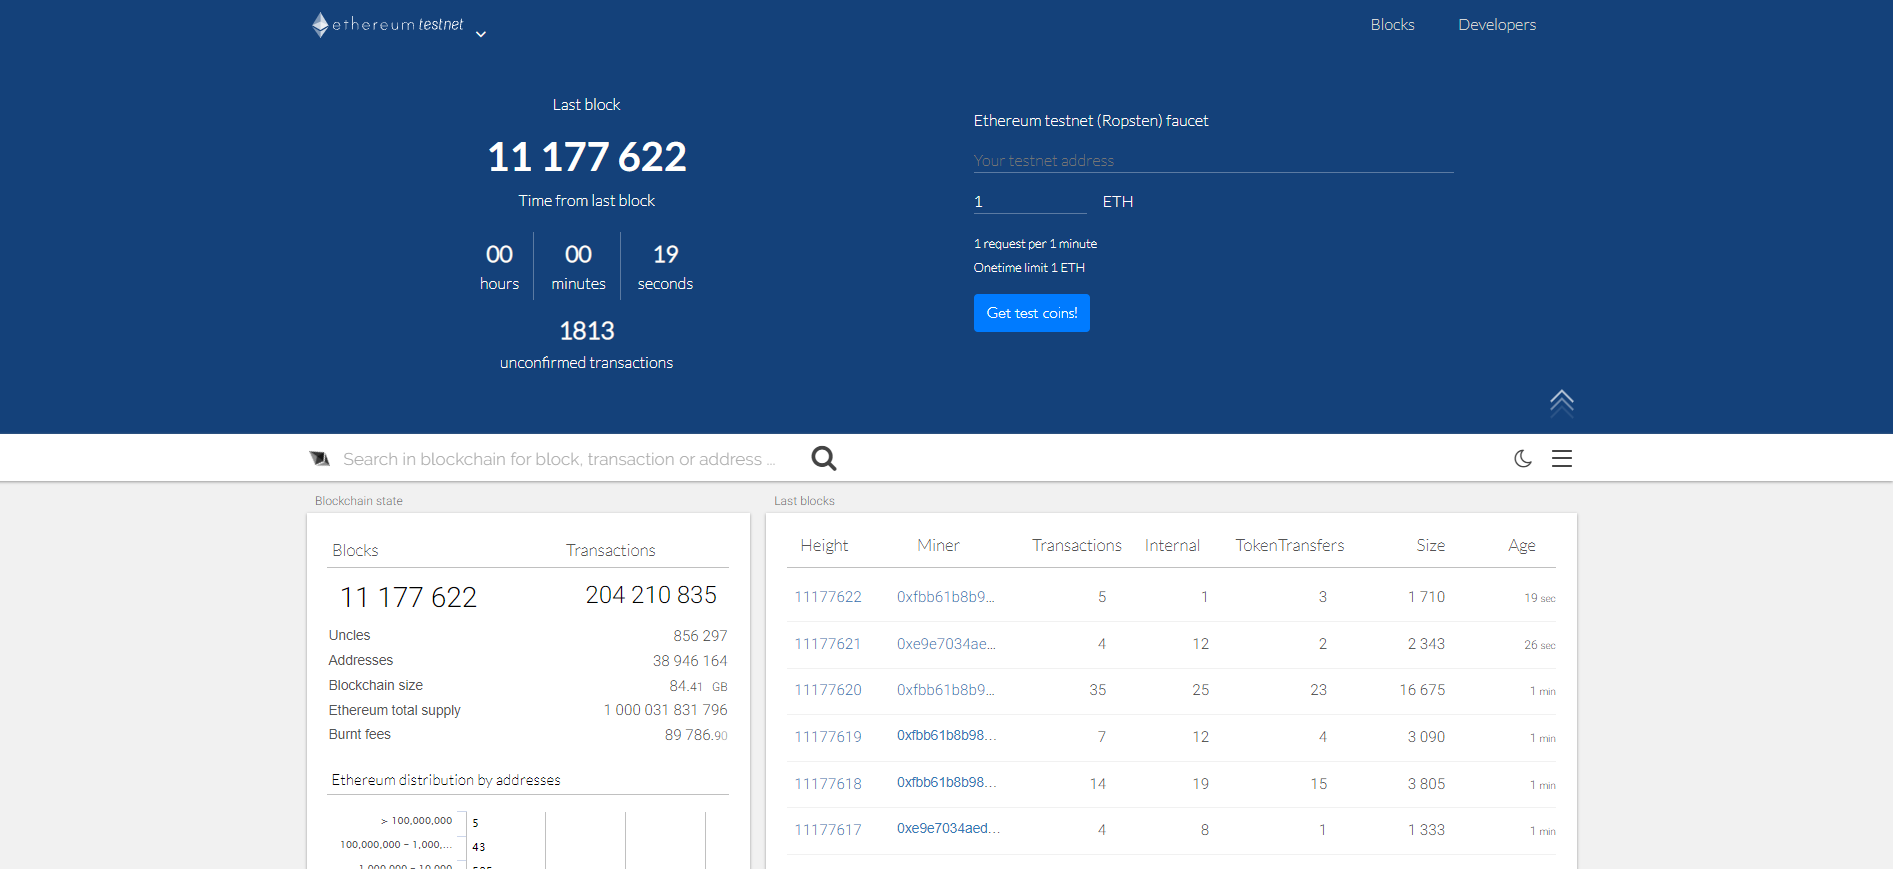 ethereum testnet
Blocks Developers
Last block
11 177 622
Time from last block
00 00 19
hours minutes seconds
1813
unconfirmed transactions
Ethereum testnet (Ropsten) faucet
Your testnet address
1 ETH
1 request per 1 minute
Onetime limit 1 ETH
Get test coins!
Search in blockchain for block, transaction or address ...
Blockchain state
Blocks Transactions
11 177 622 204 210 835
Uncles 856 297
Addresses 38 946 164
Blockchain size 84.41 GB
Ethereum total supply 1 000 031 831 796
Burnt fees 89 786.90
Ethereum distribution by addresses
> 100,000,000 5
100,000,000 - 1,000,... 43
Last blocks
Height Miner Transactions Internal TokenTransfers Size Age
11177622 0xfbb61b8b9... 5 1 3 1 710 19 sec
11177621 0xe9e7034ae... 4 12 2 2 343 26 sec
11177620 0xfbb61b8b9... 35 25 23 16 675 1 min
11177619 0xfbb61b8b98... 7 12 4 3 090 1 min
11177618 0xfbb61b8b98... 14 19 15 3 805 1 min
11177617 0xe9e7034aed... 4 8 1 1 333 1 min